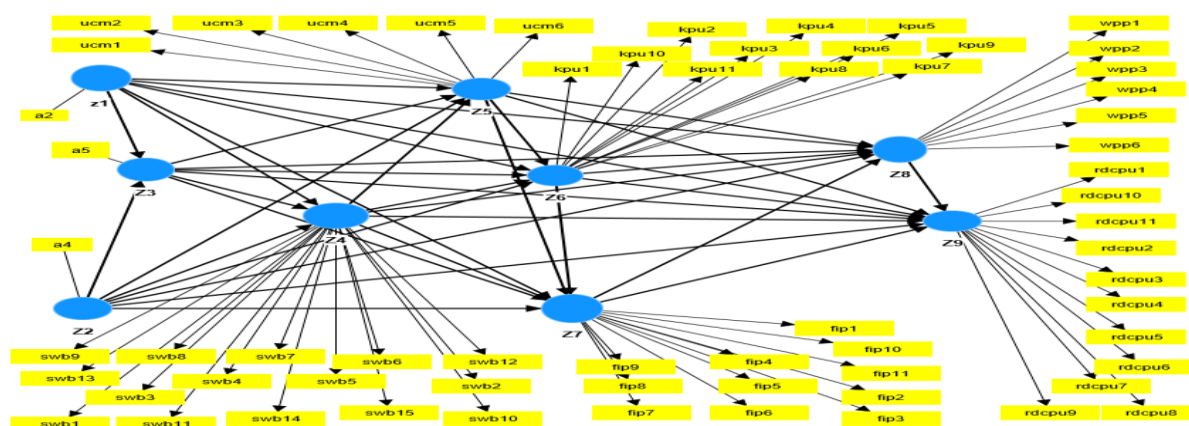 ucm2 ucm3 ucm4 ucm5 ucm6 kpu2 kpu4 kpu5 wpp1
ucm1 kpu10 kpu3 kpu6 kpu9 wpp2
kpu1 kpu11 kpu8 kpu7 wpp3
z1 z5 wpp4
a2 wpp5
a5 wpp6
z3 z6 z8 rdcpu1
rdcpu10
rdcpu11
a4 z4 z9 rdcpu2
rdcpu3
rdcpu4
z2 z7 fip1 rdcpu5
swb9 swb8 swb7 swb6 swb12 fip9 fip4 fip10 rdcpu6
swb13 swb4 swb5 swb2 fip8 fip5 fip11 rdcpu7
swb3 fip2
swb1 swb11 swb14 swb15 swb10 fip7 fip6 fip3 rdcpu9 rdcpu8